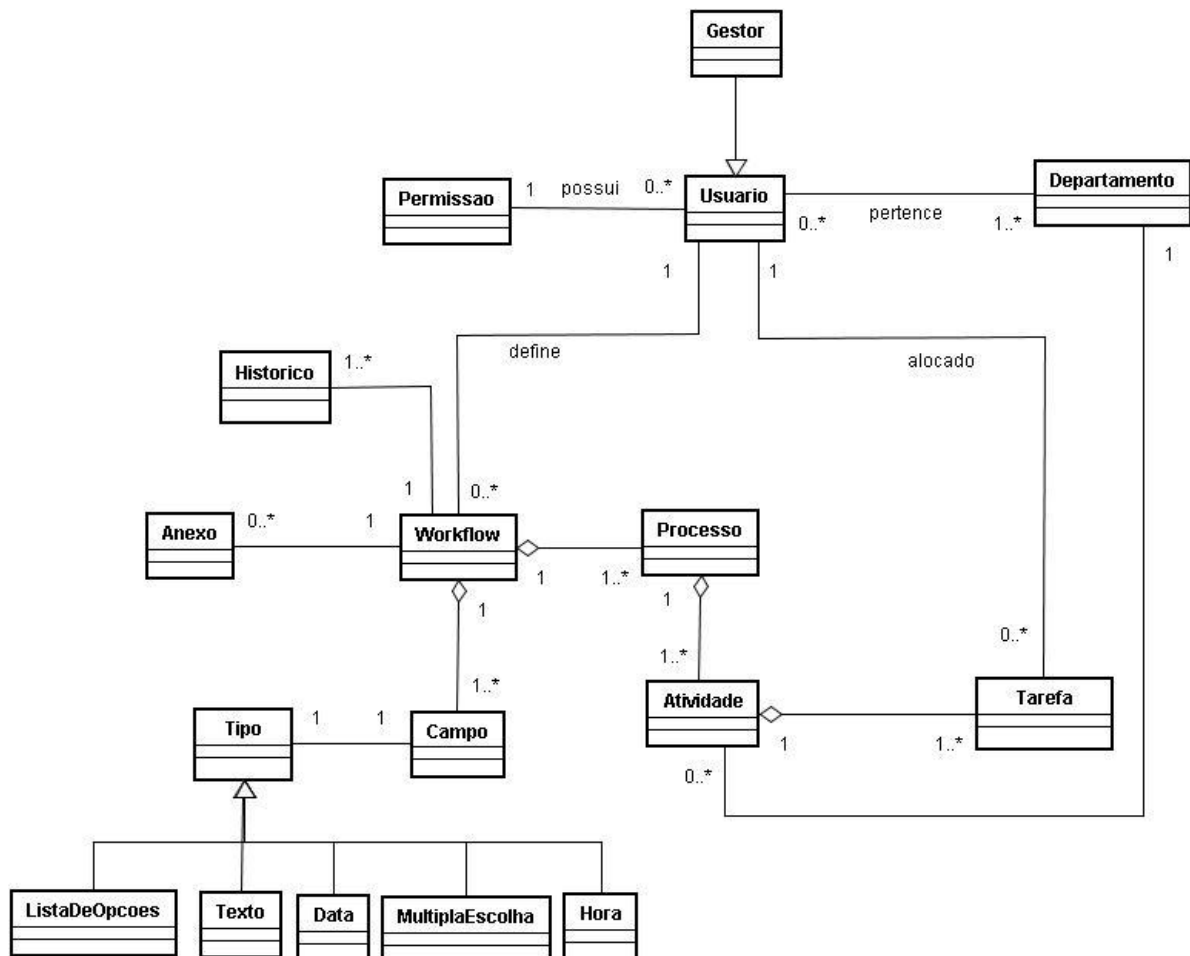 Gestor
Permissao
1
possui
0..*
Usuario
0..*
pertence
1..*
Departamento
1
1
1
define
alocado
Historico
1..*
1
0..*
Anexo
0..*
1
Workflow
1
1..*
Processo
1
1
1..*
1..*
0..*
Tipo
1
1
Campo
Atividade
1
1..*
Tarefa
0..*
ListaDeOpcoes
Texto
Data
MultiplaEscolha
Hora